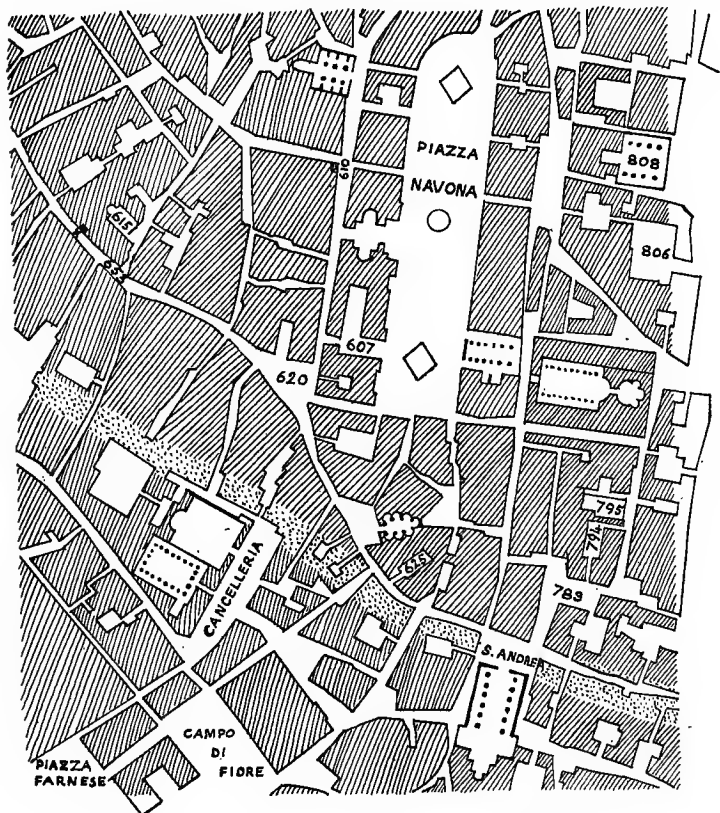 PIAZZA
NAVONA
610
808
615
806
653
607
620
795
794
CANCELLERIA
625
783
S. ANDREA
CAMPO
DI
FIORE
PIAZZA
FARNESE